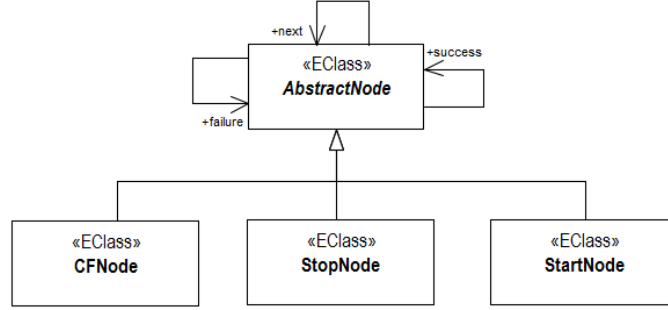 +next
+success
«EClass»
AbstractNode
+failure
«EClass»
CFNode
«EClass»
StopNode
«EClass»
StartNode